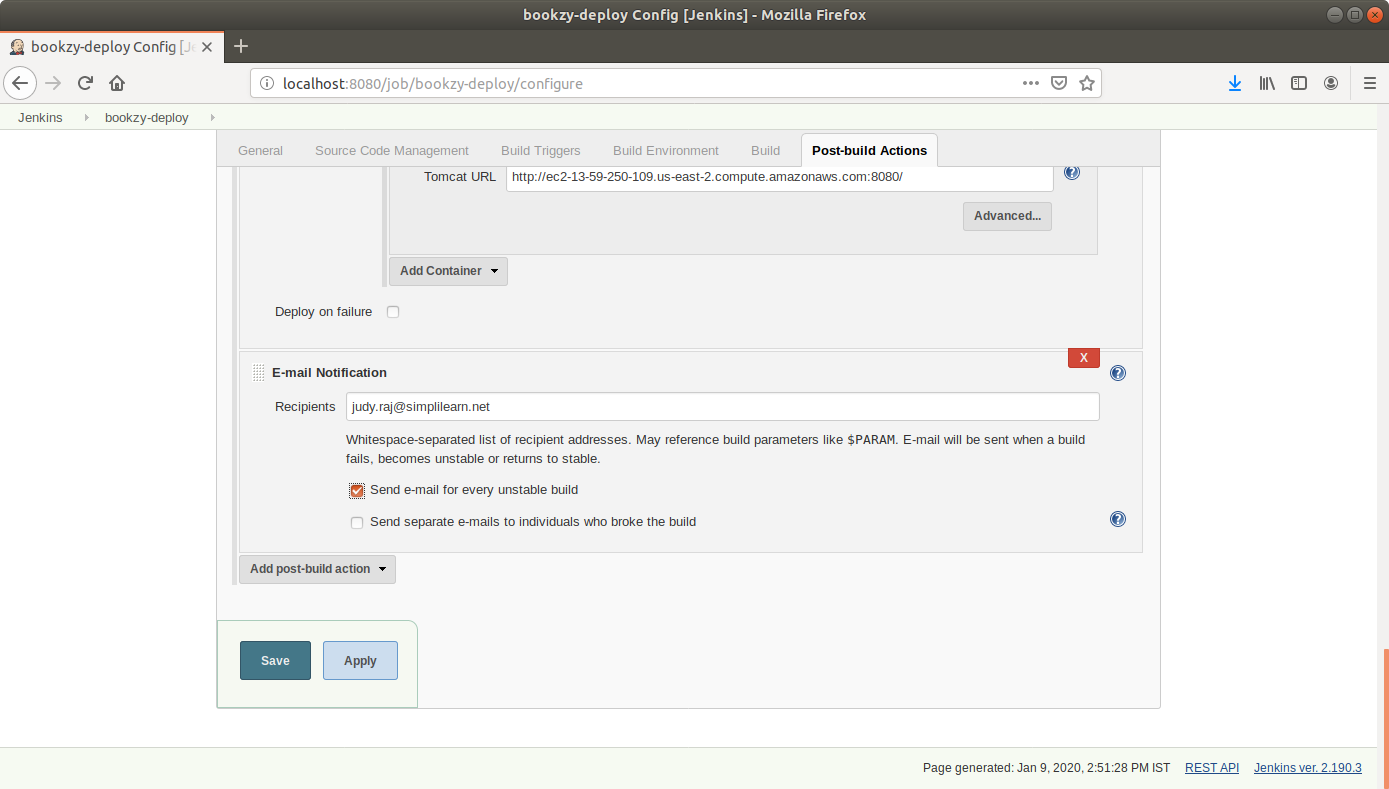 bookzy-deploy Config [Jenkins] - Mozilla Firefox
bookzy-deploy Config [Je
localhost:8080/job/bookzy-deploy/configure
Jenkins bookzy-deploy
General Source Code Management Build Triggers Build Environment Build Post-build Actions
Tomcat URL http://ec2-13-59-250-109.us-east-2.compute.amazonaws.com:8080/
Advanced...
Add Container
Deploy on failure
X
E-mail Notification
Recipients judy.raj@simplilearn.net
Whitespace-separated list of recipient addresses. May reference build parameters like $PARAM. E-mail will be sent when a build
fails, becomes unstable or returns to stable.
Send e-mail for every unstable build
Send separate e-mails to individuals who broke the build
Add post-build action
Save Apply
Page generated: Jan 9, 2020, 2:51:28 PM IST REST API Jenkins ver. 2.190.3